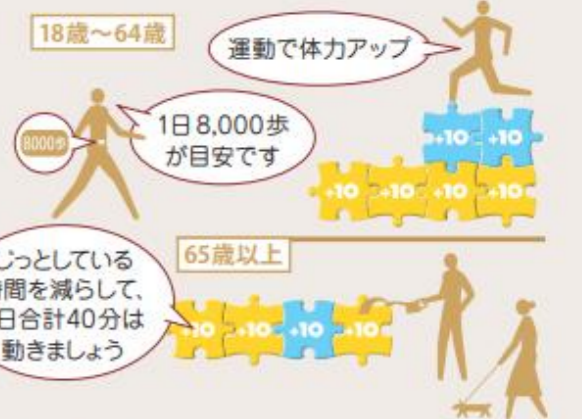 18歳～64歳
運動で体力アップ
8000歩
1日8,000歩
が目安です
+10 +10
+10 +10 +10 +10
65歳以上
じっとしている
時間を減らして、
日合計40分は
動きましょう
+10 +10 +10 +10